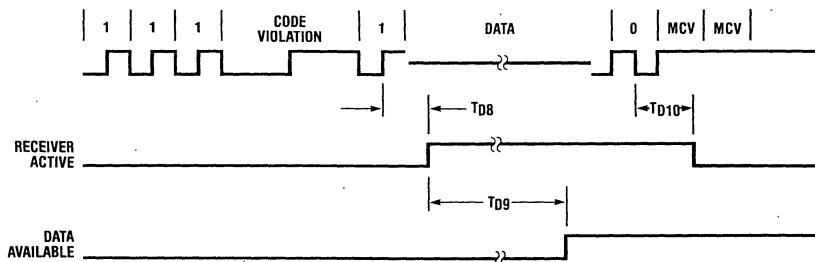 1 1 1 CODE VIOLATION 1 DATA 0 MCV MCV
TD8 TD10
RECEIVER ACTIVE
TD9
DATA AVAILABLE